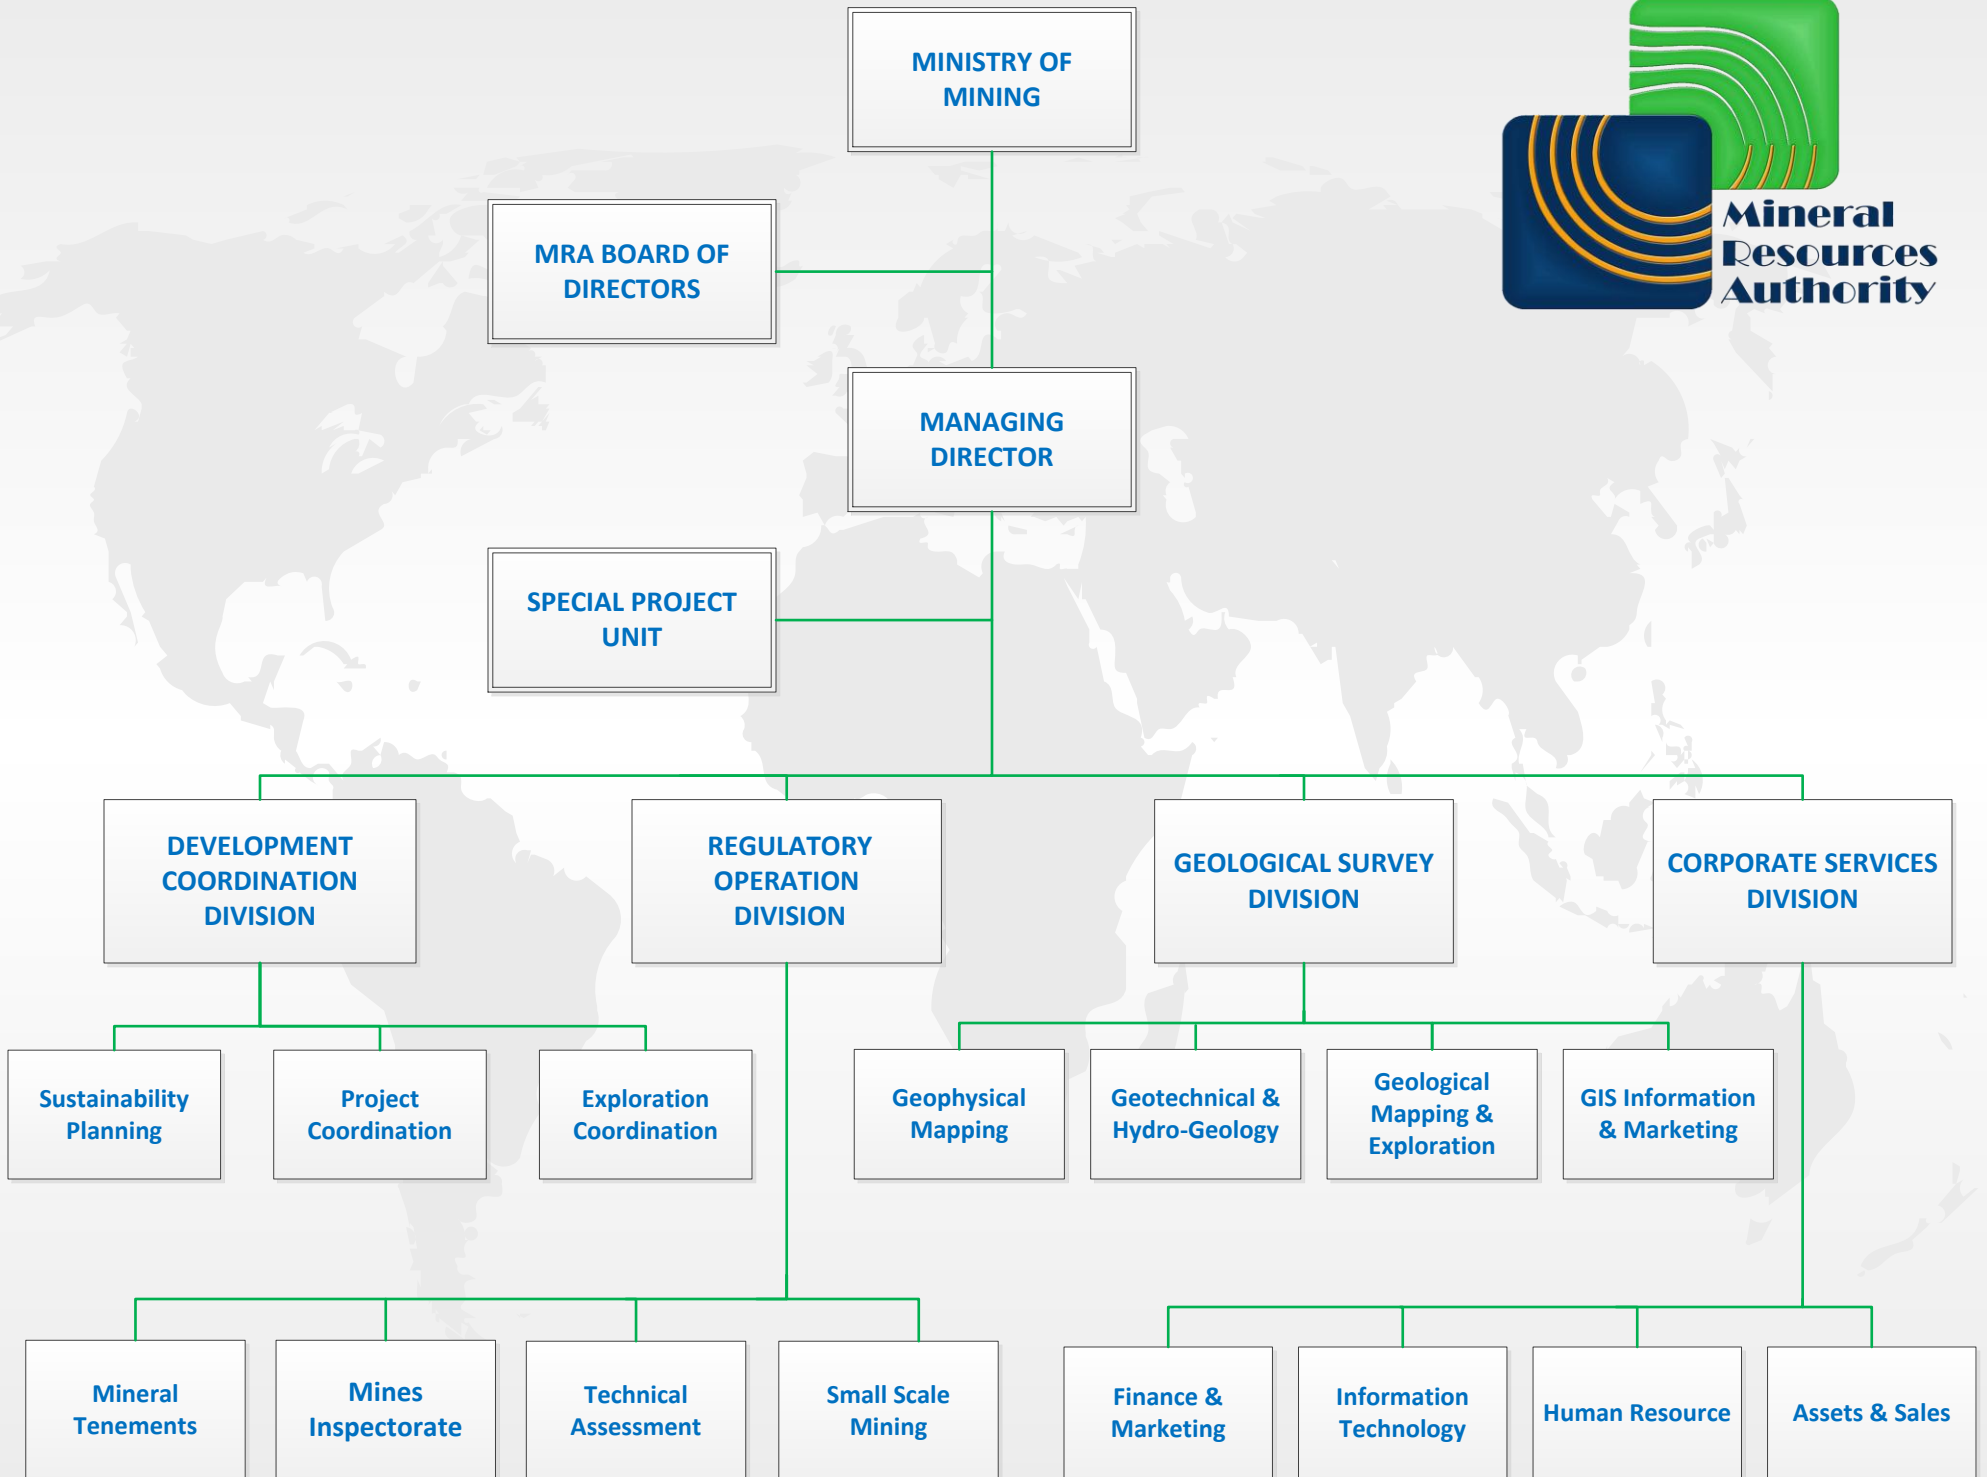 MINISTRY OF
MINING
Mineral
Resources
Authority
MRA BOARD OF
DIRECTORS
MANAGING
DIRECTOR
SPECIAL PROJECT
UNIT
DEVELOPMENT
COORDINATION
DIVISION
REGULATORY
OPERATION
DIVISION
GEOLOGICAL SURVEY
DIVISION
CORPORATE SERVICES
DIVISION
Sustainability
Planning
Project
Coordination
Exploration
Coordination
Geophysical
Mapping
Geotechnical &
Hydro-Geology
Geological
Mapping &
Exploration
GIS Information
& Marketing
Mineral
Tenements
Mines
Inspectorate
Technical
Assessment
Small Scale
Mining
Finance &
Marketing
Information
Technology
Human Resource
Assets & Sales